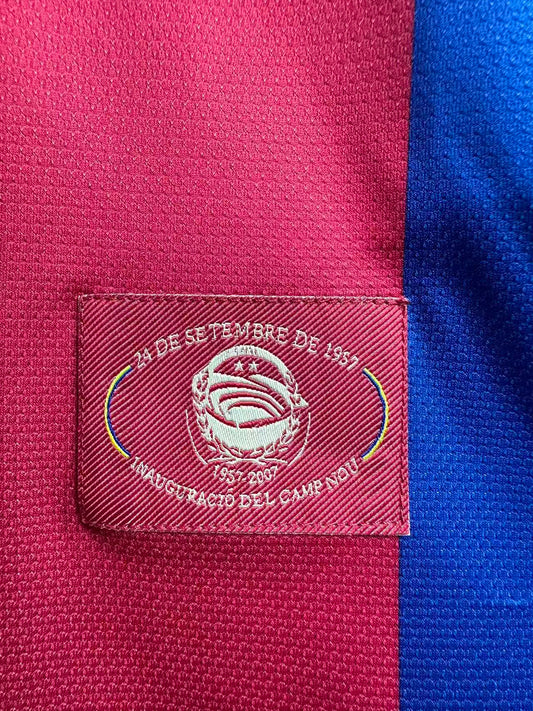 24 DE SETEMBRE DE 1957
1957-2007
INAUGURACIÓ DEL CAMP NOU